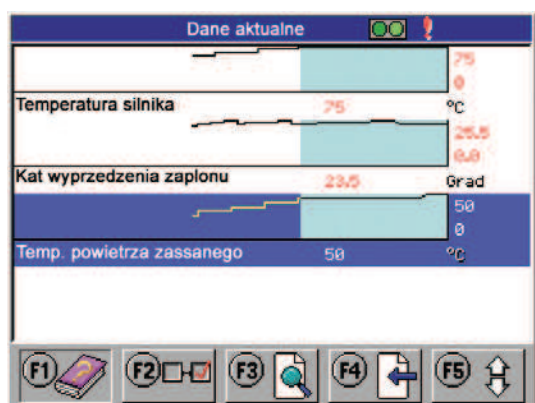 Dane aktualne
75
0
Temperatura silnika 75 °C
25.5
0.0
Kat wyprzedzenia zaplonu 23.5 Grad
50
0
Temp. powietrza zassanego 50 °C
F1 F2 F3 F4 F5